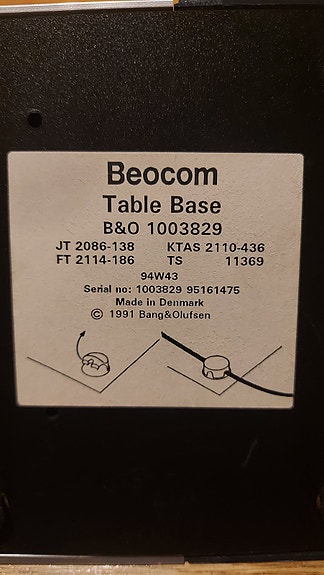 Beocom
Table Base
B&O 1003829
JT 2086-138 KTAS 2110-436
FT 2114-186 TS 11369
94W43
Serial no: 1003829 95161475
Made in Denmark
© 1991 Bang&Olufsen